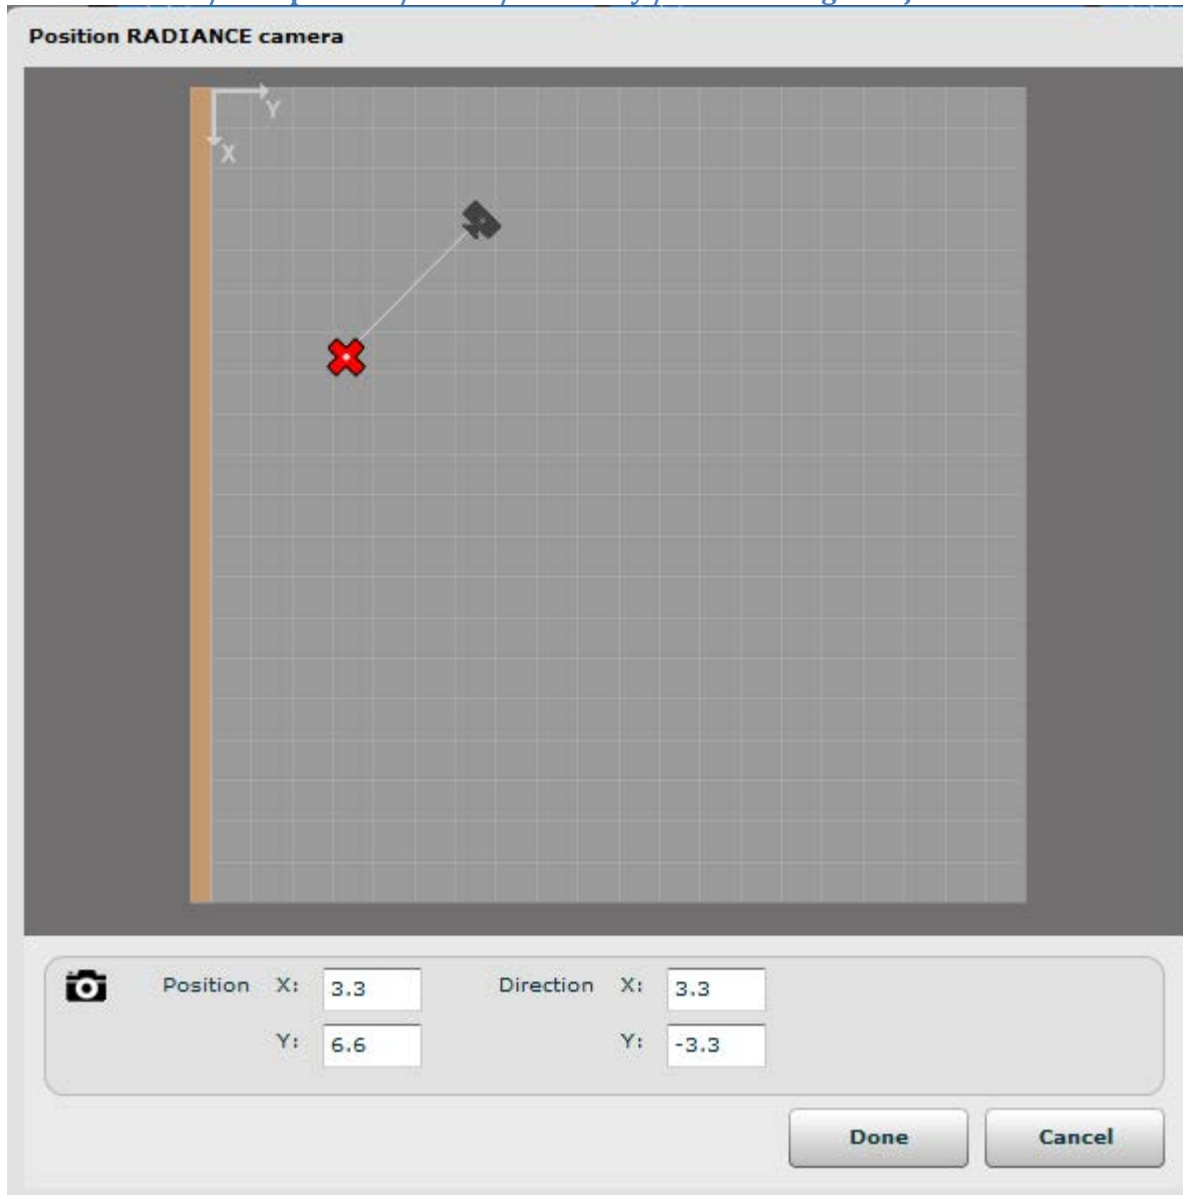 Position RADIANCE camera
Y
X
Position X: 3.3 Direction X: 3.3
Y: 6.6 Y: -3.3
Done Cancel